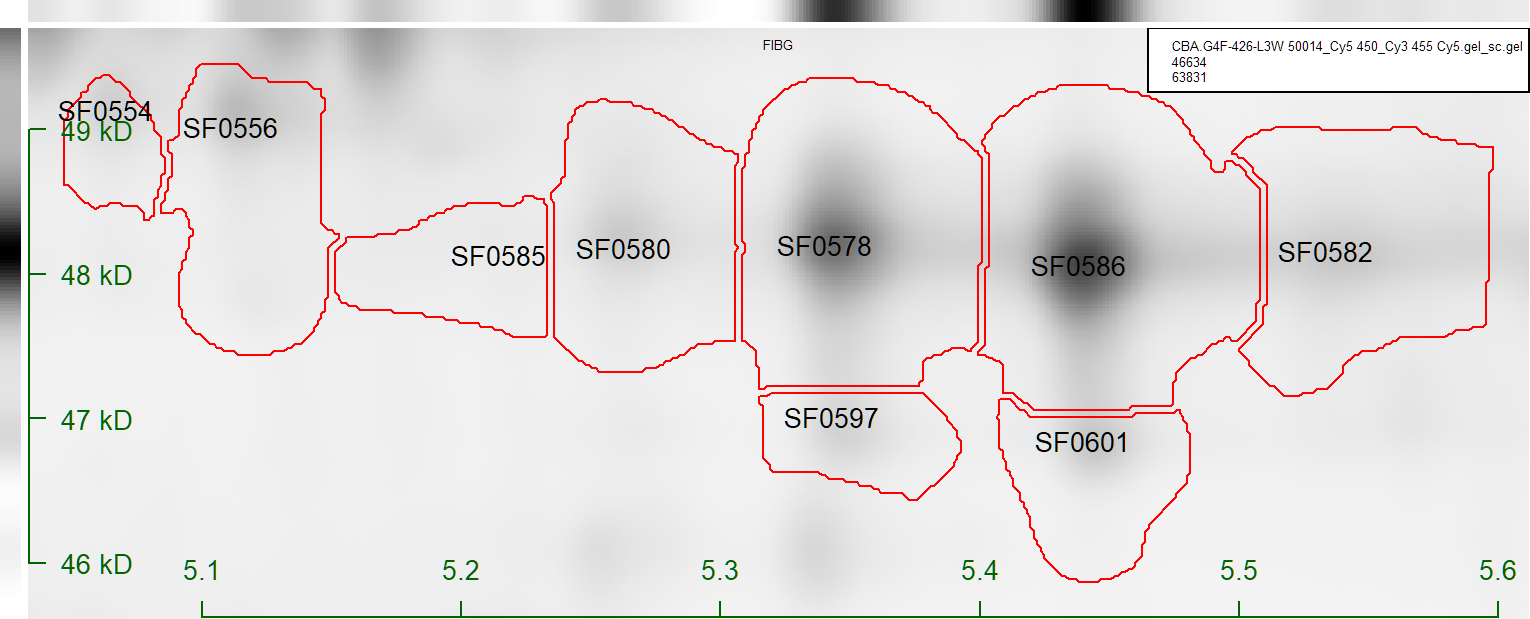 FIBG
CBA.G4F-426-L3W 50014_Cy5 450_Cy3 455 Cy5.gel_sc.gel
46634
63831
SF0554
49 kD
SF0556
SF0585
SF0580
SF0578
SF0586
SF0582
48 kD
47 kD
SF0597
SF0601
46 kD
5.1 5.2 5.3 5.4 5.5 5.6